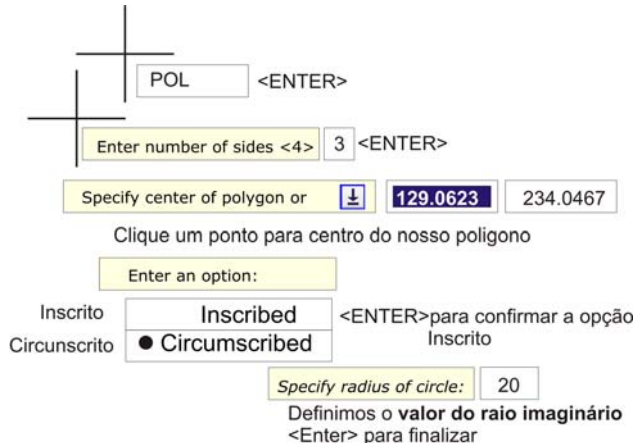 POL <ENTER>
Enter number of sides <4> 3 <ENTER>
Specify center of polygon or 129.0623 234.0467
Clique um ponto para centro do nosso poligono
Enter an option:
Inscrito Inscribed <ENTER>para confirmar a opção
Inscrito
Circunscrito Circumscribed
Specify radius of circle: 20
Definimos o valor do raio imaginário
<Enter> para finalizar